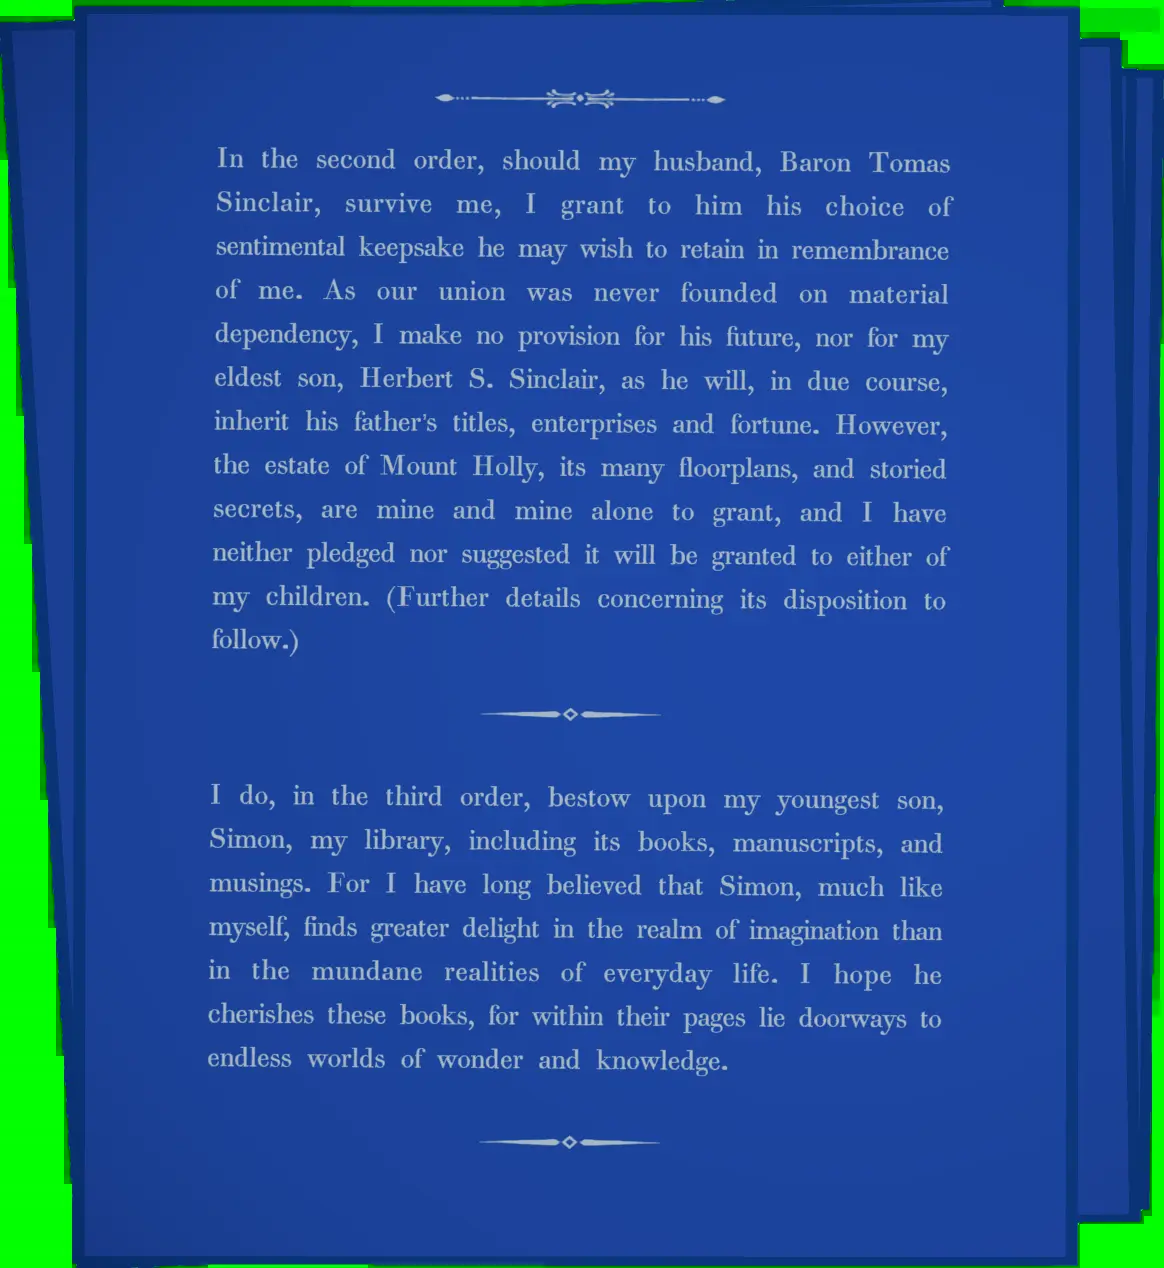 In the second order, should my husband, Baron Tomas
Sinclair, survive me, I grant to him his choice of
sentimental keepsake he may wish to retain in remembrance
of me. As our union was never founded on material
dependency, I make no provision for his future, nor for my
eldest son, Herbert S. Sinclair, as he will, in due course,
inherit his father's titles, enterprises and fortune. However,
the estate of Mount Holly, its many floorplans, and storied
secrets, are mine and mine alone to grant, and I have
neither pledged nor suggested it will be granted to either of
my children. (Further details concerning its disposition to
follow.)
I do, in the third order, bestow upon my youngest son,
Simon, my library, including its books, manuscripts, and
musings. For I have long believed that Simon, much like
myself, finds greater delight in the realm of imagination than
in the mundane realities of everyday life. I hope he
cherishes these books, for within their pages lie doorways to
endless worlds of wonder and knowledge.